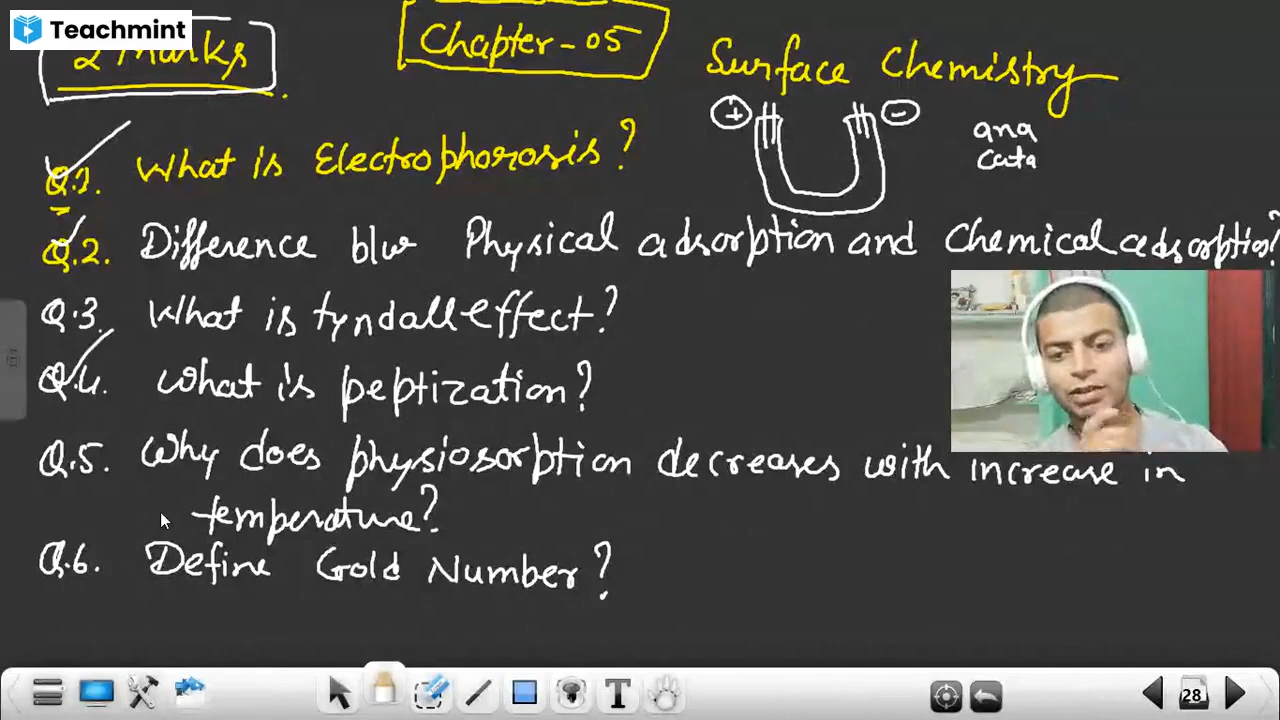 Teachmint
2 Marks
Chapter-05
Surface Chemistry
+
-
ana
cata
Q.1. What is Electrophorosis?
Q.2. Difference b/w Physical adsorption and Chemical adsorption?
Q.3. What is tyndall effect?
Q.4. What is peptization?
Q.5. Why does physiosorption decreases with increase in
temperature?
Q.6. Define Gold Number?
T
28